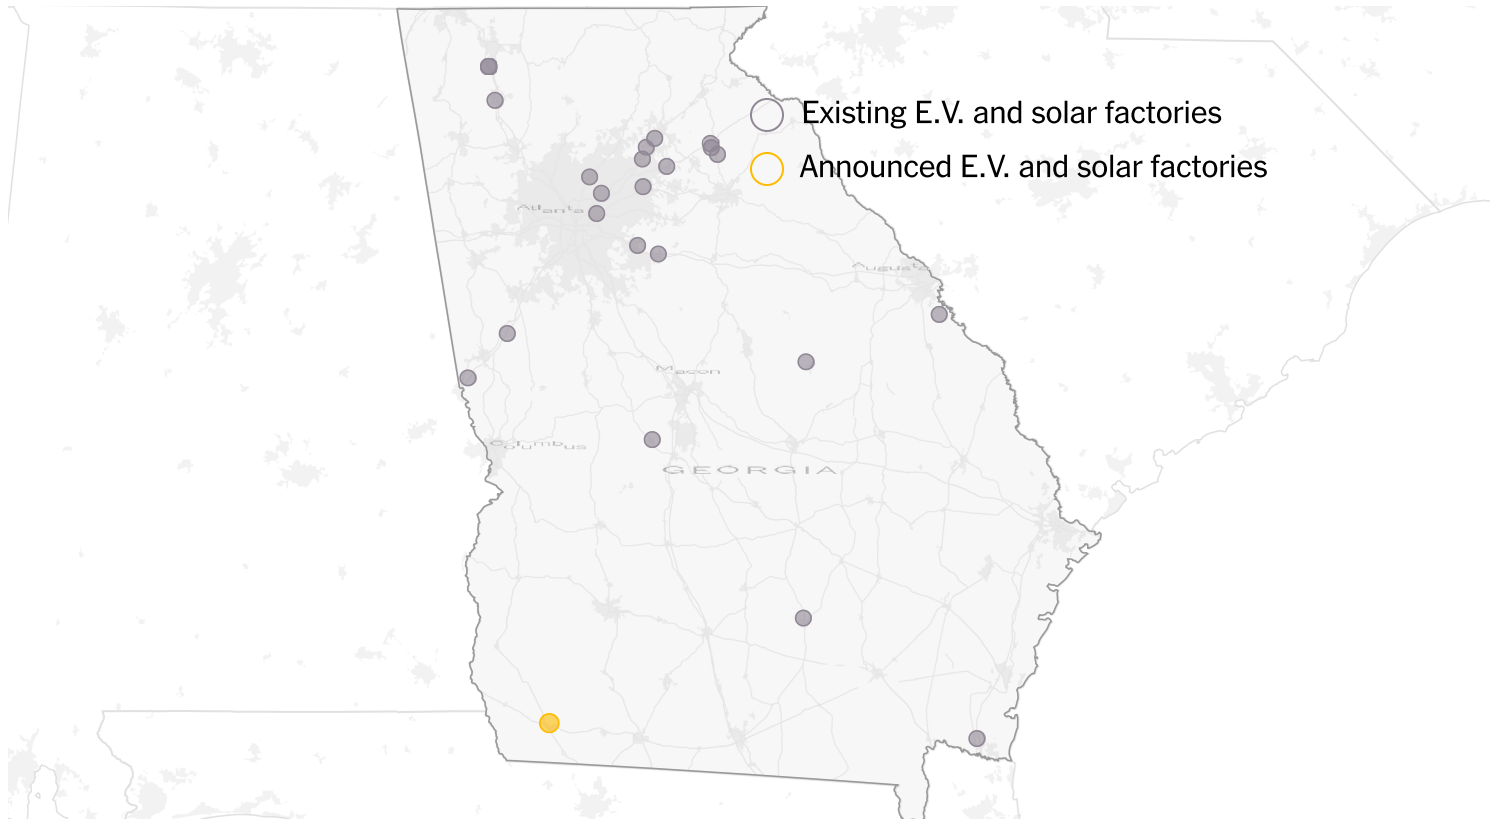 Existing E.V. and solar factories
Announced E.V. and solar factories
Atlanta
Augusta
Macon
Columbus
GEORGIA